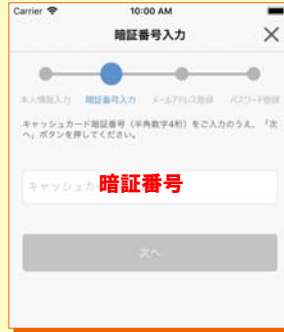 Carrier 10:00 AM
暗証番号入力
本人情報入力 暗証番号入力 メールアドレス登録 パスワード登録
キャッシュカード暗証番号（半角数字4桁）をご入力のうえ、「次
へ」ボタンを押してください。
キャッシュカ 暗証番号
次へ